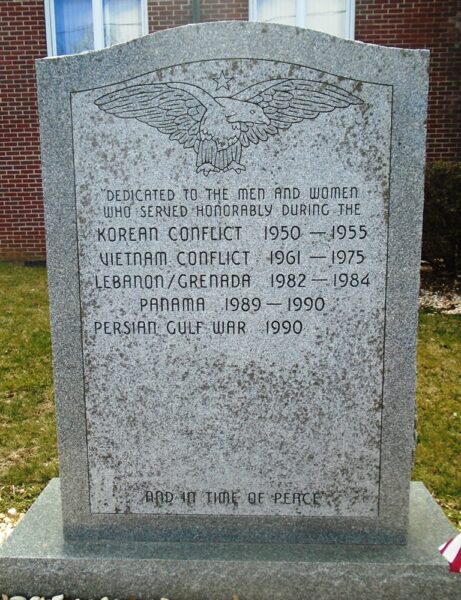 "DEDICATED TO THE MEN AND WOMEN
WHO SERVED HONORABLY DURING THE
KOREAN CONFLICT 1950 — 1955
VIETNAM CONFLICT 1961 — 1975
LEBANON/GRENADA 1982 — 1984
PANAMA 1989 — 1990
PERSIAN GULF WAR 1990
AND IN TIME OF PEACE"